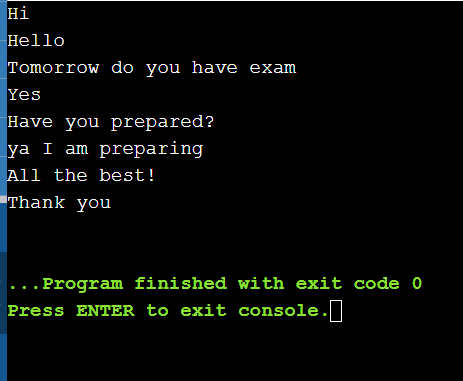 Hi
Hello
Tomorrow do you have exam
Yes
Have you prepared?
ya I am preparing
All the best!
Thank you
...Program finished with exit code 0
Press ENTER to exit console.